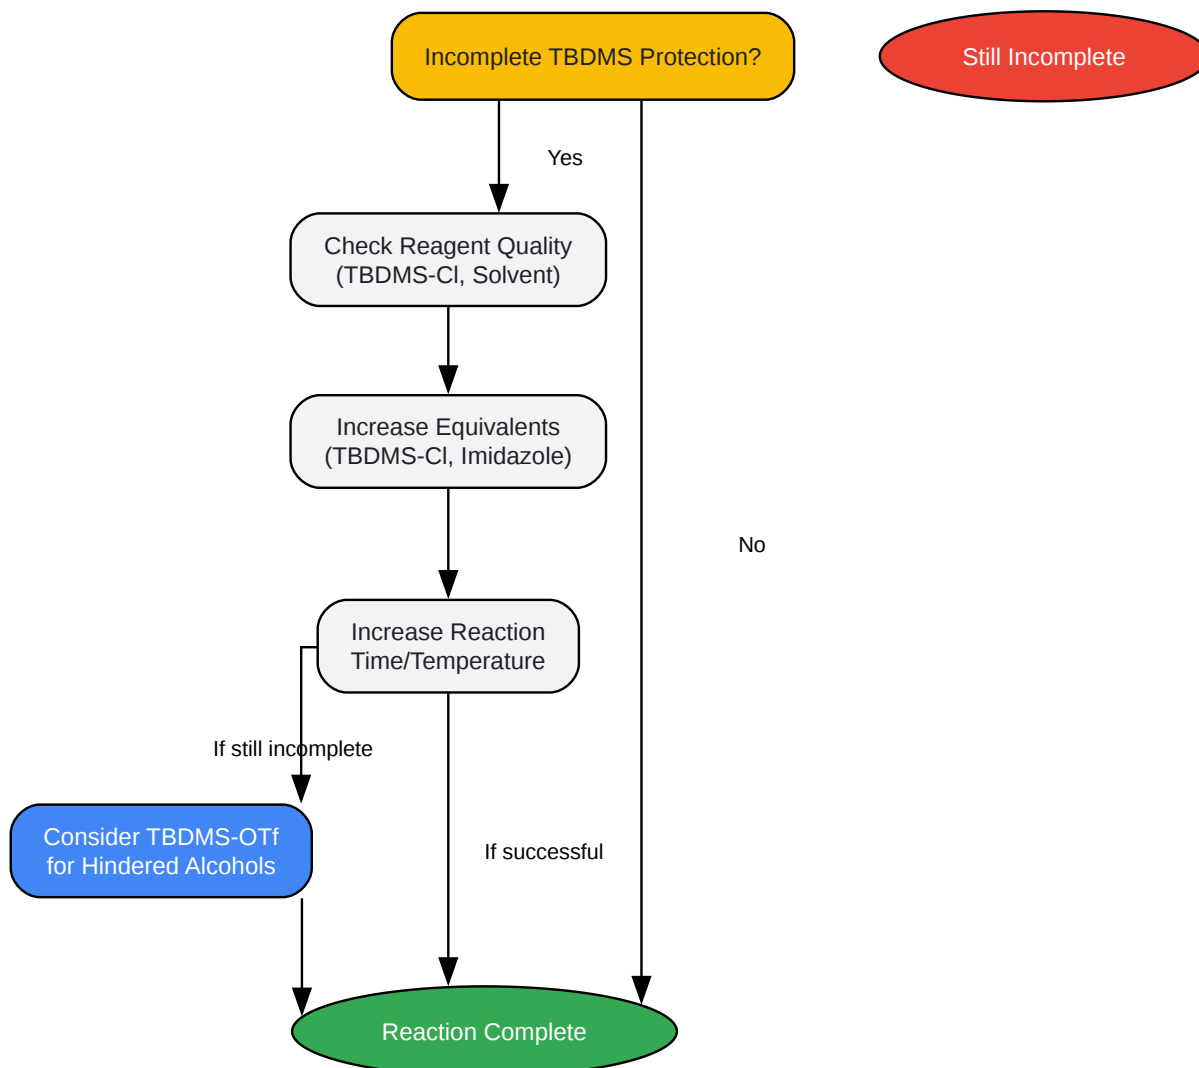 Incomplete TBDMS Protection?
Still Incomplete
Yes
Check Reagent Quality
(TBDMS-Cl, Solvent)
Increase Equivalents
(TBDMS-Cl, Imidazole)
No
Increase Reaction
Time/Temperature
If still incomplete
Consider TBDMS-OTf
for Hindered Alcohols
If successful
Reaction Complete